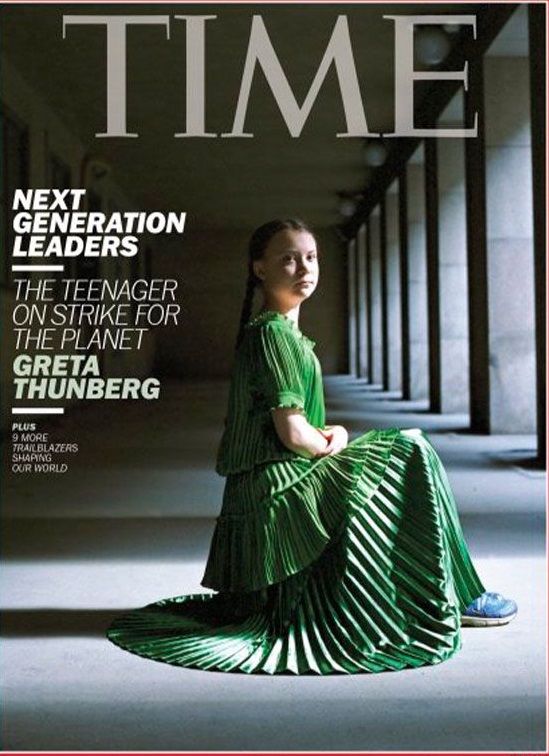 TIME
NEXT
GENERATION
LEADERS
THE TEENAGER
ON STRIKE FOR
THE PLANET
GRETA
THUNBERG
PLUS
9 MORE
TRAILBLAZERS
SHAPING
OUR WORLD